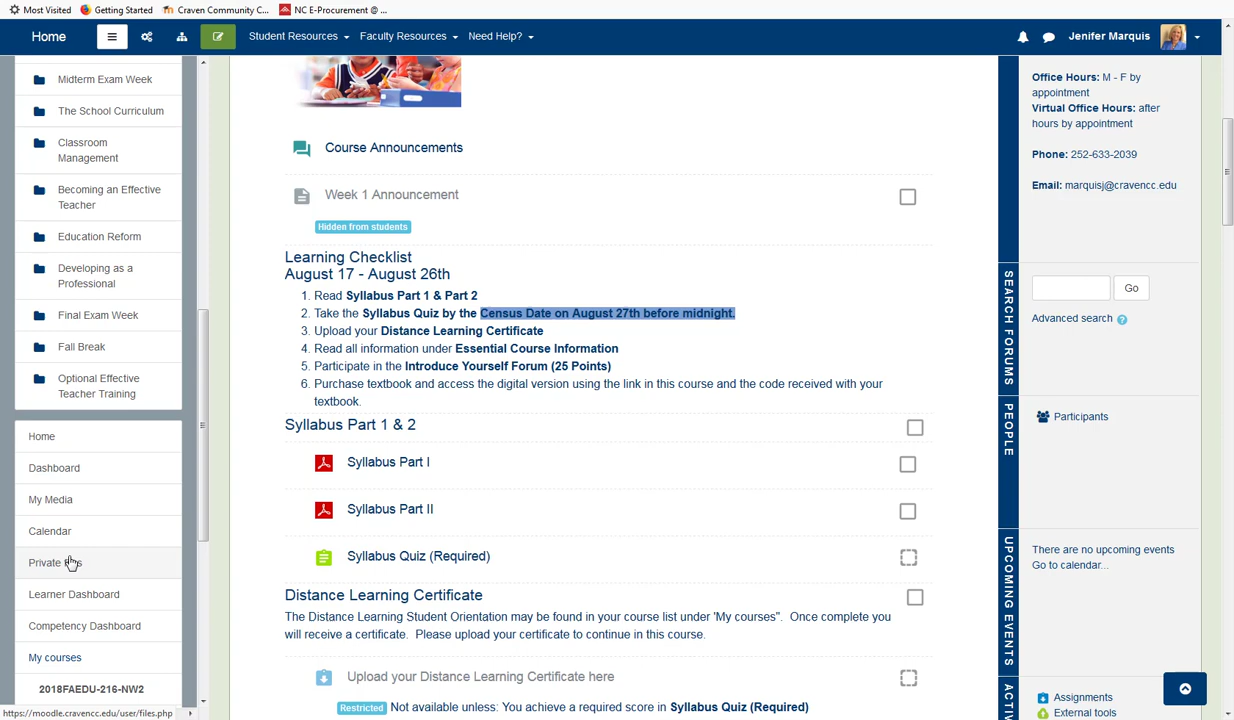 Most Visited Getting Started Craven Community C... NC E-Procurement @ ...
Home Student Resources Faculty Resources Need Help? Jenifer Marquis
Midterm Exam Week
The School Curriculum
Classroom
Management
Becoming an Effective
Teacher
Education Reform
Developing as a
Professional
Final Exam Week
Fall Break
Optional Effective
Teacher Training
Home
Dashboard
My Media
Calendar
Private
Learner Dashboard
Competency Dashboard
My courses
2018FAEDU-216-NW2
https://moodle.cravencc.edu/user/files.php
Course Announcements
Week 1 Announcement
Hidden from students
Learning Checklist
August 17 - August 26th
1. Read Syllabus Part 1 & Part 2
2. Take the Syllabus Quiz by the Census Date on August 27th before midnight.
3. Upload your Distance Learning Certificate
4. Read all information under Essential Course Information
5. Participate in the Introduce Yourself Forum (25 Points)
6. Purchase textbook and access the digital version using the link in this course and the code received with your
textbook.
Syllabus Part 1 & 2
Syllabus Part I
Syllabus Part II
Syllabus Quiz (Required)
Distance Learning Certificate
The Distance Learning Student Orientation may be found in your course list under 'My courses". Once complete you
will receive a certificate. Please upload your certificate to continue in this course.
Upload your Distance Learning Certificate here
Restricted Not available unless: You achieve a required score in Syllabus Quiz (Required)
Office Hours: M - F by
appointment
Virtual Office Hours: after
hours by appointment
Phone: 252-633-2039
Email: marquisj@cravencc.edu
SEARCH FORUMS
Go
Advanced search
PEOPLE
Participants
UPCOMING EVENTS
There are no upcoming events
Go to calendar...
ACTI
Assignments
External tools